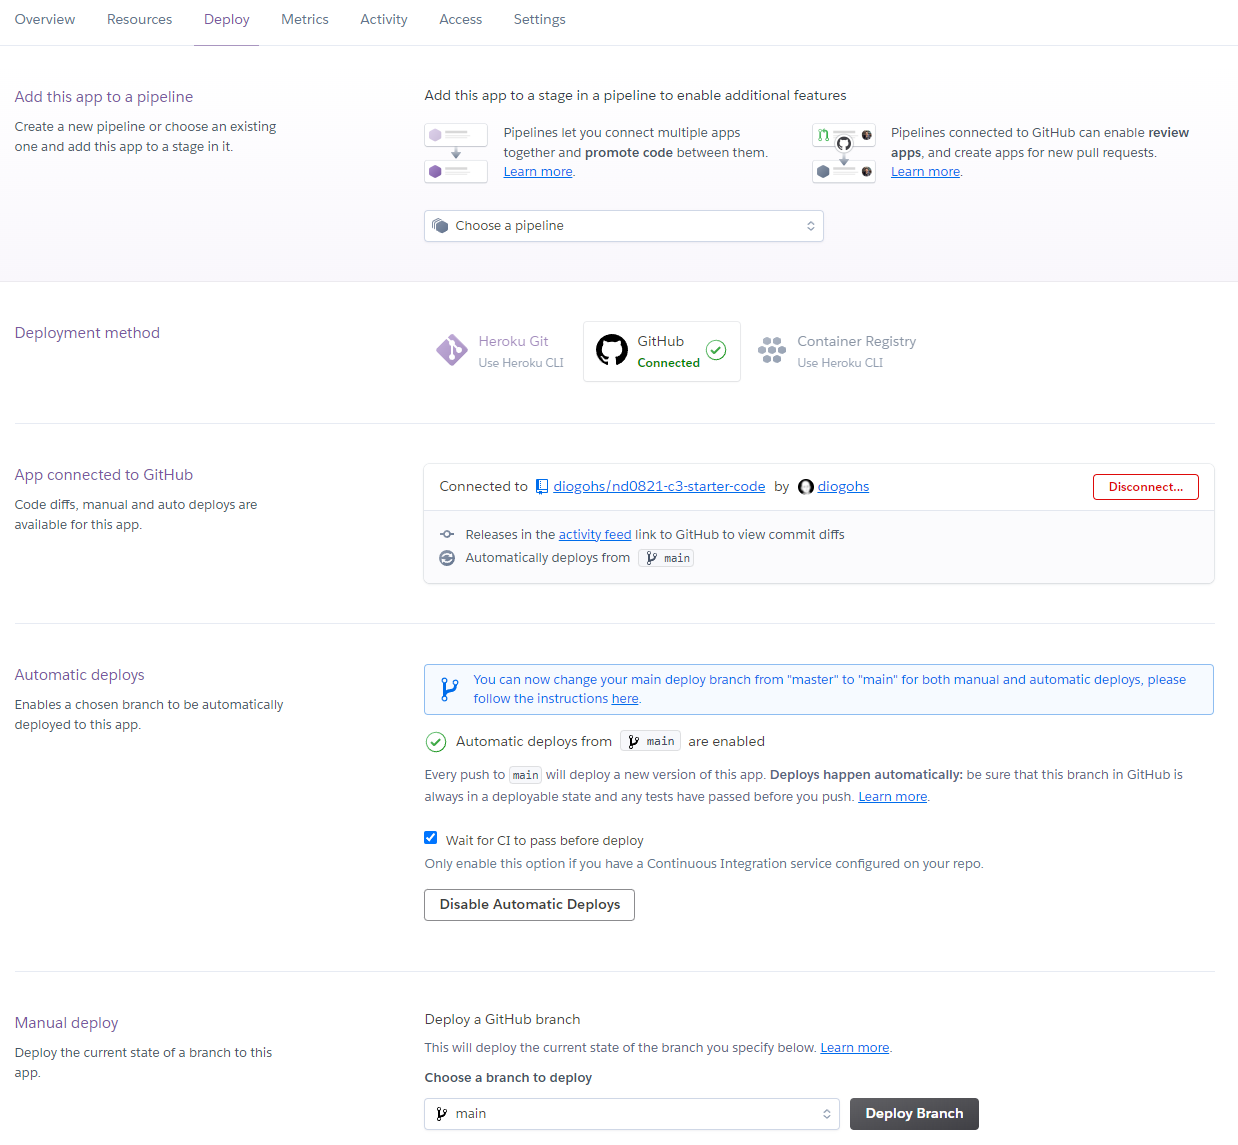 Overview Resources Deploy Metrics Activity Access Settings
Add this app to a pipeline
Create a new pipeline or choose an existing
one and add this app to a stage in it.
Add this app to a stage in a pipeline to enable additional features
Pipelines let you connect multiple apps
together and promote code between them.
Learn more.
Pipelines connected to GitHub can enable review
apps, and create apps for new pull requests.
Learn more.
Choose a pipeline
Deployment method
Heroku Git
Use Heroku CLI
GitHub
Connected
Container Registry
Use Heroku CLI
App connected to GitHub
Code diffs, manual and auto deploys are
available for this app.
Connected to diogohs/nd0821-c3-starter-code by diogohs
Disconnect...
Releases in the activity feed link to GitHub to view commit diffs
Automatically deploys from main
Automatic deploys
Enables a chosen branch to be automatically
deployed to this app.
You can now change your main deploy branch from "master" to "main" for both manual and automatic deploys, please
follow the instructions here.
Automatic deploys from main are enabled
Every push to main will deploy a new version of this app. Deploys happen automatically: be sure that this branch in GitHub is
always in a deployable state and any tests have passed before you push. Learn more.
Wait for CI to pass before deploy
Only enable this option if you have a Continuous Integration service configured on your repo.
Disable Automatic Deploys
Manual deploy
Deploy the current state of a branch to this
app.
Deploy a GitHub branch
This will deploy the current state of the branch you specify below. Learn more.
Choose a branch to deploy
main
Deploy Branch